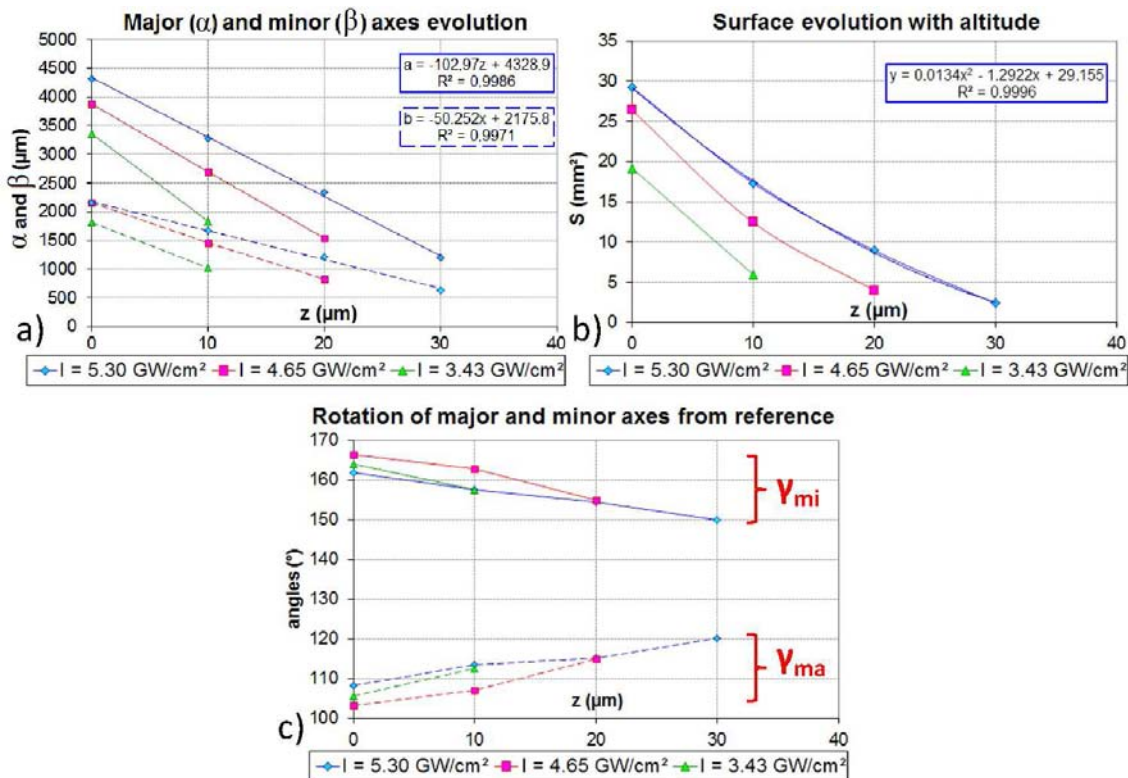 Major (α) and minor (β) axes evolution
5000
4500
4000
3500
3000
2500
2000
1500
1000
500
0
α and β (µm)
a = -102.97z + 4328.9
R² = 0,9986
b = -50.252x + 2175.8
R² = 0,9971
z (µm)
0 10 20 30 40
a)
I = 5.30 GW/cm² I = 4.65 GW/cm² I = 3.43 GW/cm²
Surface evolution with altitude
35
30
25
20
15
10
5
0
S (mm²)
y = 0.0134x² - 1.2922x + 29.155
R² = 0.9996
z (µm)
0 10 20 30 40
b)
I = 5.30 GW/cm² I = 4.65 GW/cm² I = 3.43 GW/cm²
Rotation of major and minor axes from reference
170
160
150
140
130
120
110
100
angles (°)
γmi
γma
z (µm)
0 10 20 30 40
c)
I = 5.30 GW/cm² I = 4.65 GW/cm² I = 3.43 GW/cm²